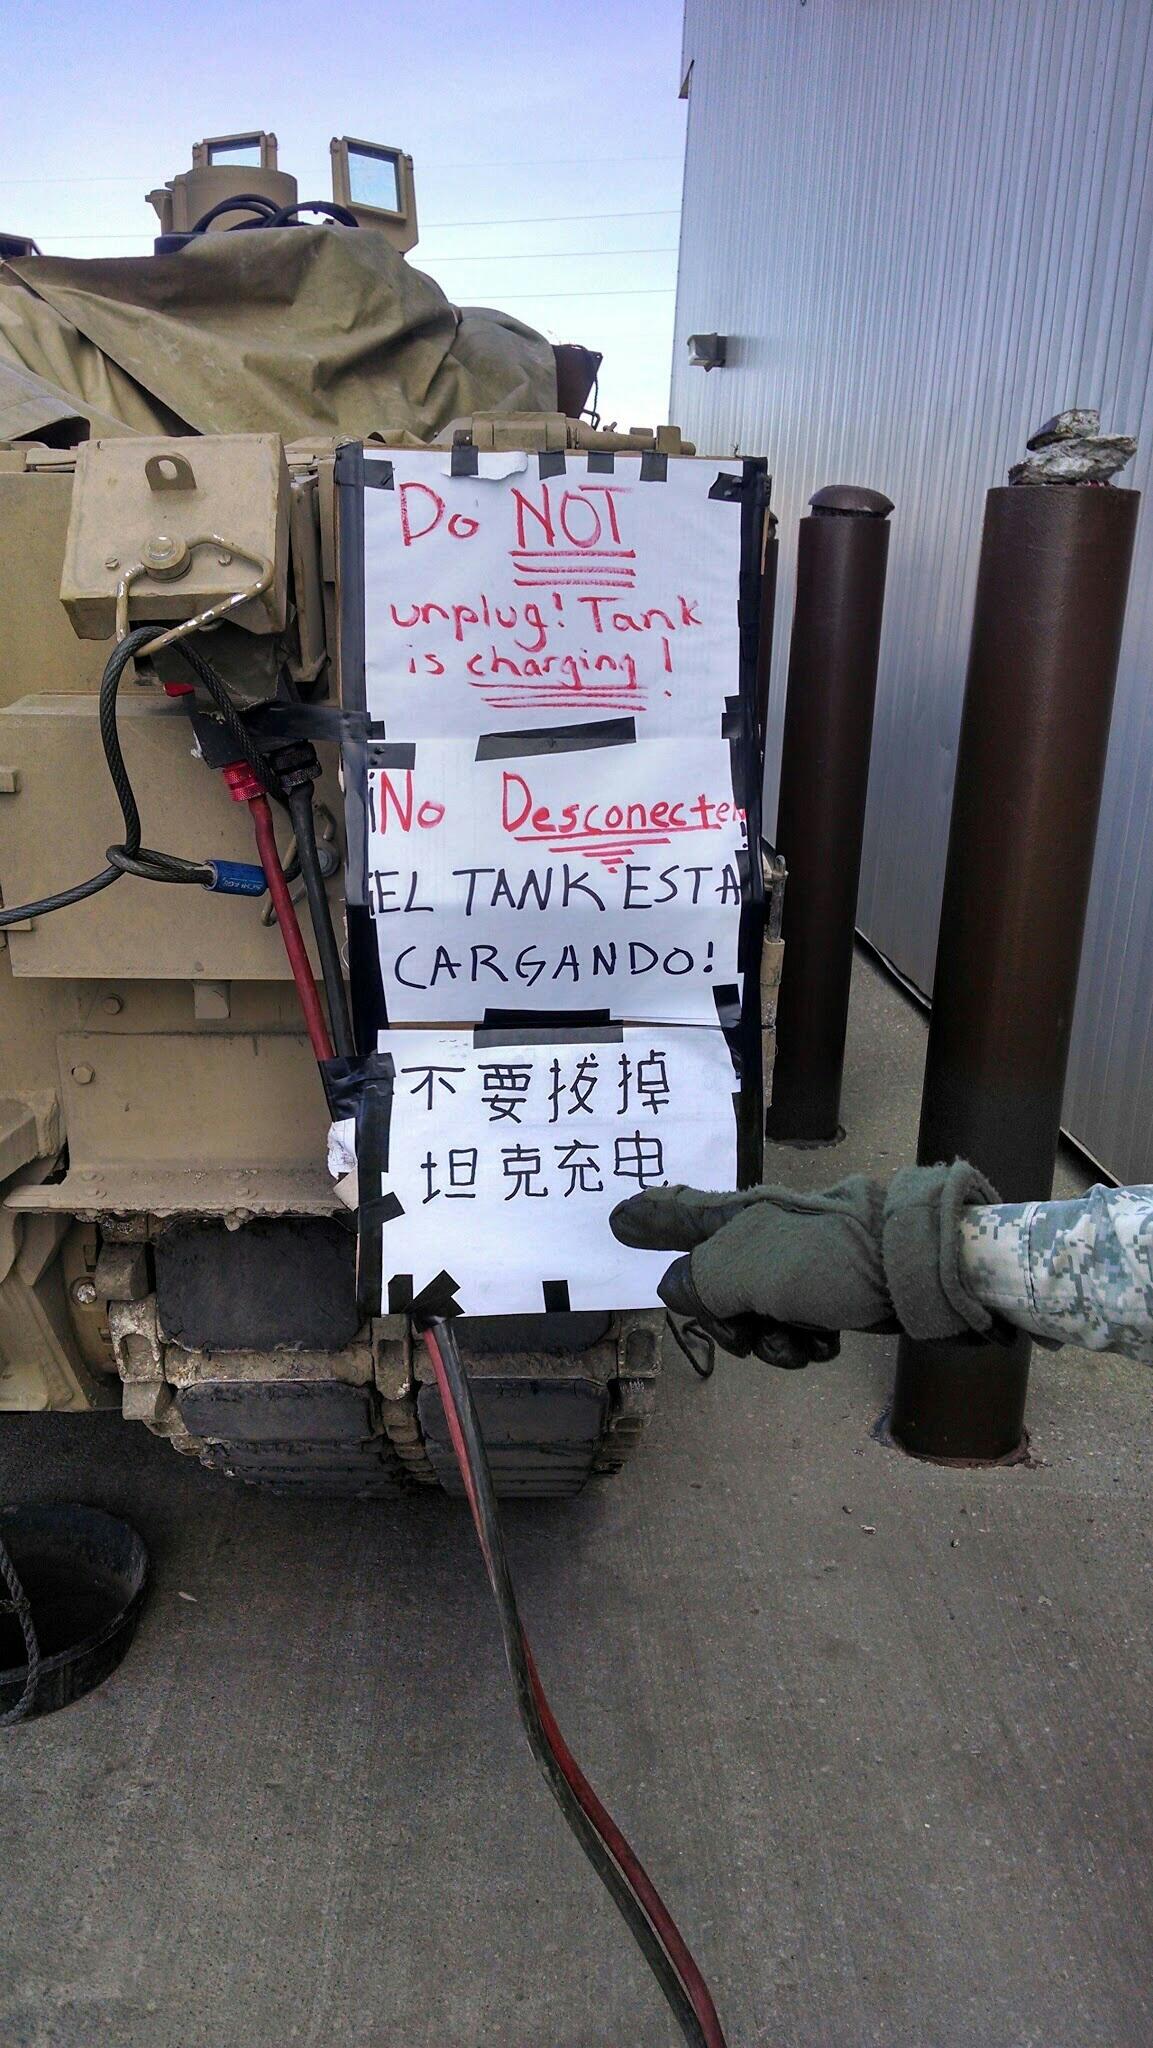 Do NOT
unplug! Tank
is charging!
¡No Desconecten!
¡EL TANK ESTA
CARGANDO!
不要拔掉
坦克充电